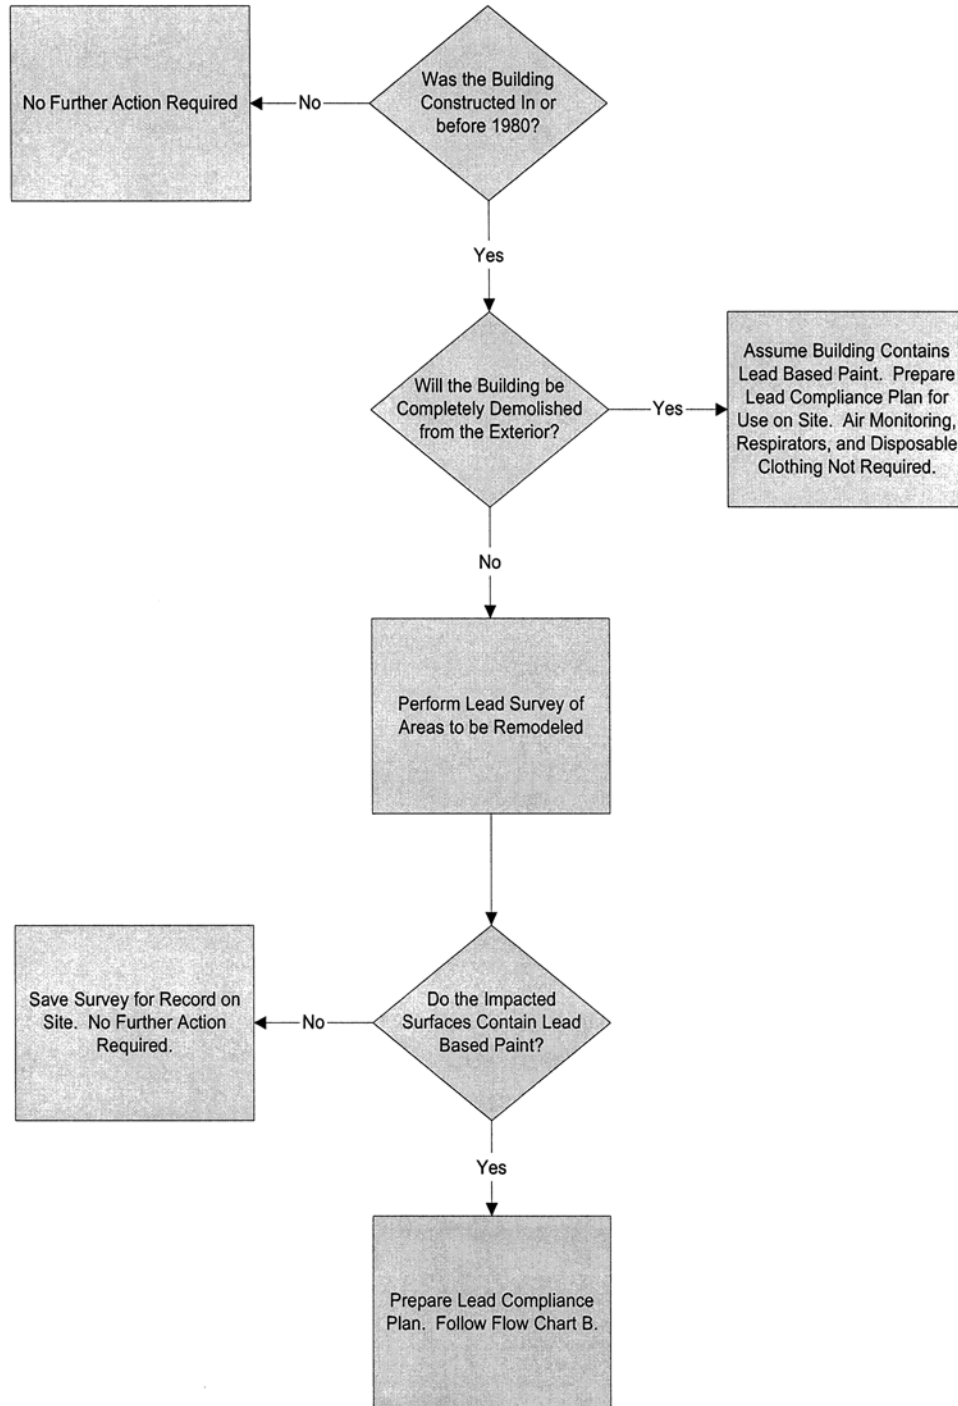 Was the Building
Constructed In or
before 1980?
No
No Further Action Required
Yes
Will the Building be
Completely Demolished
from the Exterior?
Yes
Assume Building Contains
Lead Based Paint. Prepare
Lead Compliance Plan for
Use on Site. Air Monitoring,
Respirators, and Disposable
Clothing Not Required.
No
Perform Lead Survey of
Areas to be Remodeled
Do the Impacted
Surfaces Contain Lead
Based Paint?
No
Save Survey for Record on
Site. No Further Action
Required.
Yes
Prepare Lead Compliance
Plan. Follow Flow Chart B.